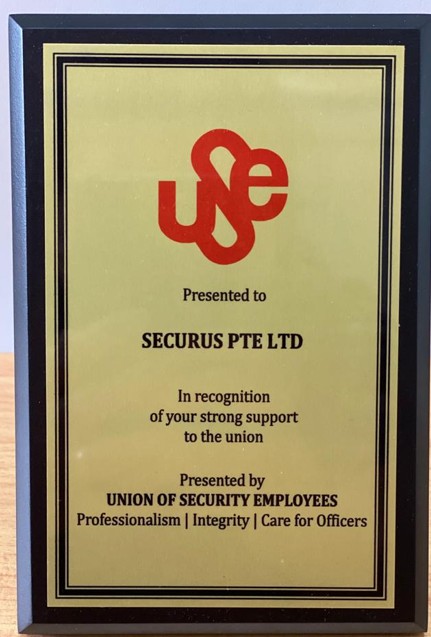 use
Presented to
SECURUS PTE LTD
In recognition
of your strong support
to the union
Presented by
UNION OF SECURITY EMPLOYEES
Professionalism | Integrity | Care for Officers